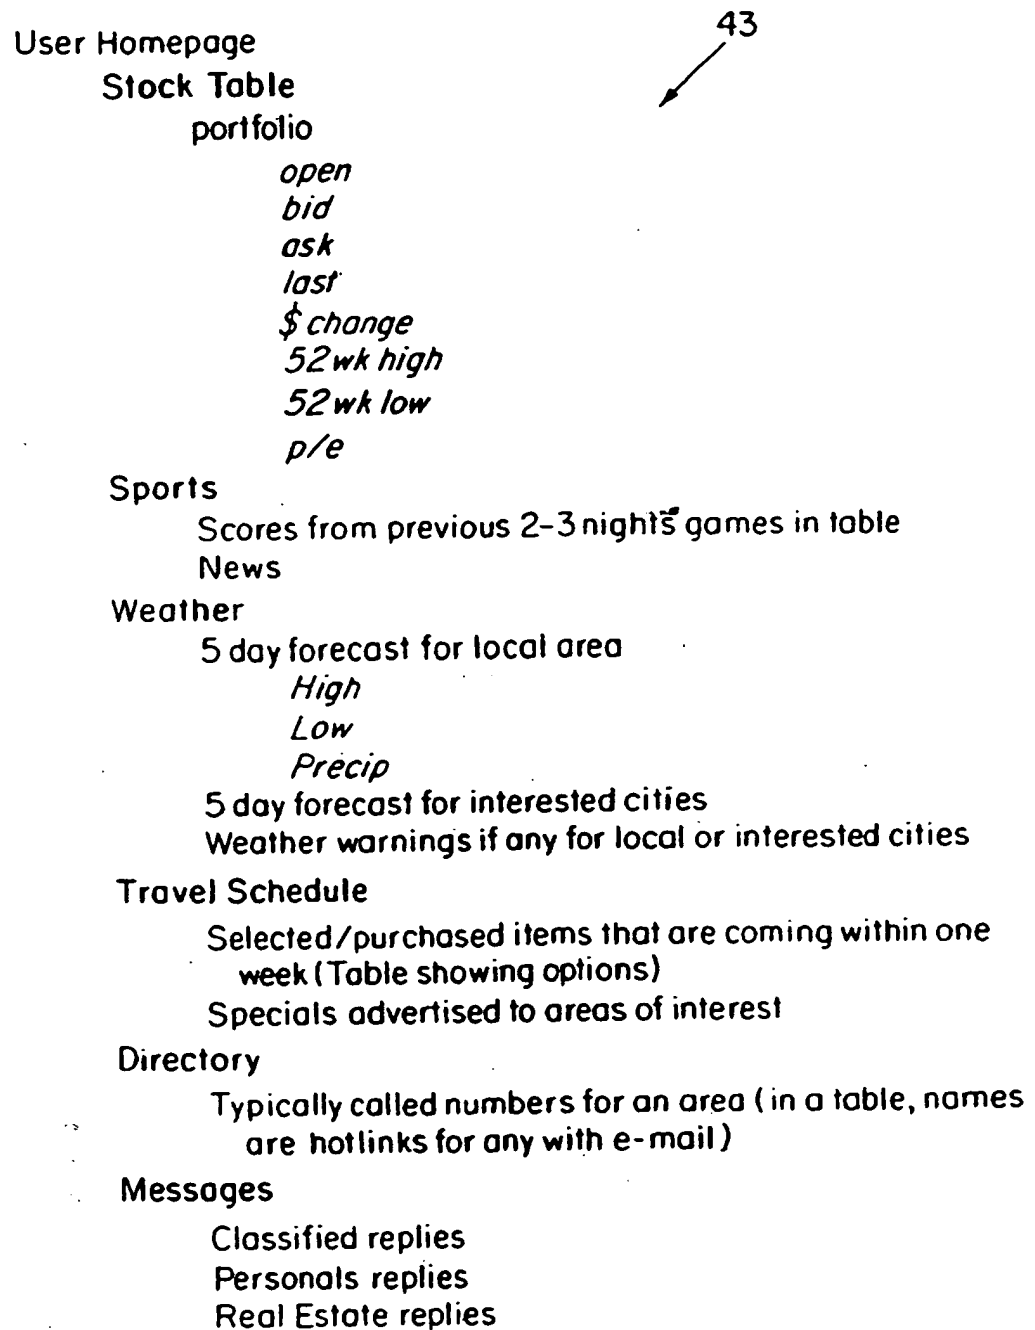 43
User Homepage
Stock Table
portfolio
open
bid
ask
last
$ change
52wk high
52wk low
p/e
Sports
Scores from previous 2-3 nights games in table
News
Weather
5 day forecast for local area
High
Low
Precip
5 day forecast for interested cities
Weather warnings if any for local or interested cities
Travel Schedule
Selected/purchased items that are coming within one
week (Table showing options)
Specials advertised to areas of interest
Directory
Typically called numbers for an area (in a table, names
are hotlinks for any with e-mail)
Messages
Classified replies
Personals replies
Real Estate replies